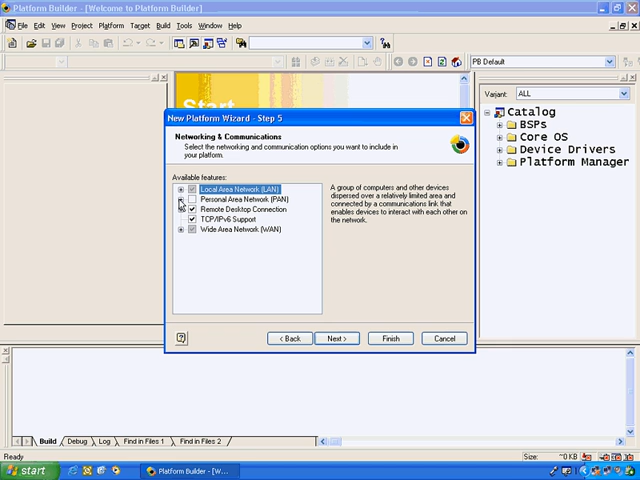 Platform Builder - [Welcome to Platform Builder]
File Edit View Project Platform Target Build Tools Window Help
PB Default
Start
Variant: ALL
Catalog
BSPs
Core OS
Device Drivers
Platform Manager
New Platform Wizard - Step 5
Networking & Communications
Select the networking and communication options you want to include in
your platform.
Available features:
Local Area Network (LAN)
Personal Area Network (PAN)
Remote Desktop Connection
TCP/IPv6 Support
Wide Area Network (WAN)
A group of computers and other devices
dispersed over a relatively limited area and
connected by a communications link that
enables devices to interact with each other on
the network.
< Back Next > Finish Cancel
Build Debug Log Find in Files 1 Find in Files 2
Ready
Size: ~0 KB
start
Platform Builder - [W...